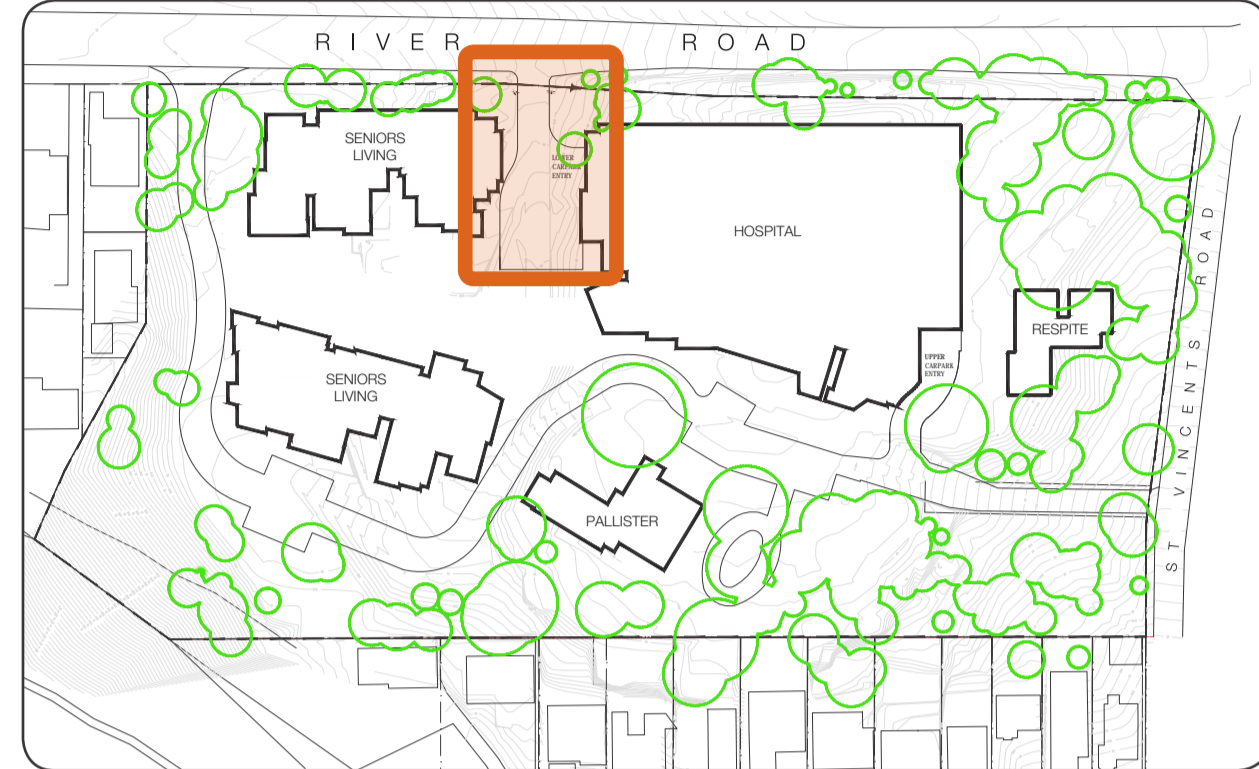 RIVER ROAD
SENIORS
LIVING
LOWER
CARPARK
ENTRY
HOSPITAL
ST VINCENTS ROAD
RESPITE
UPPER
CARPARK
ENTRY
SENIORS
LIVING
PALLISTER